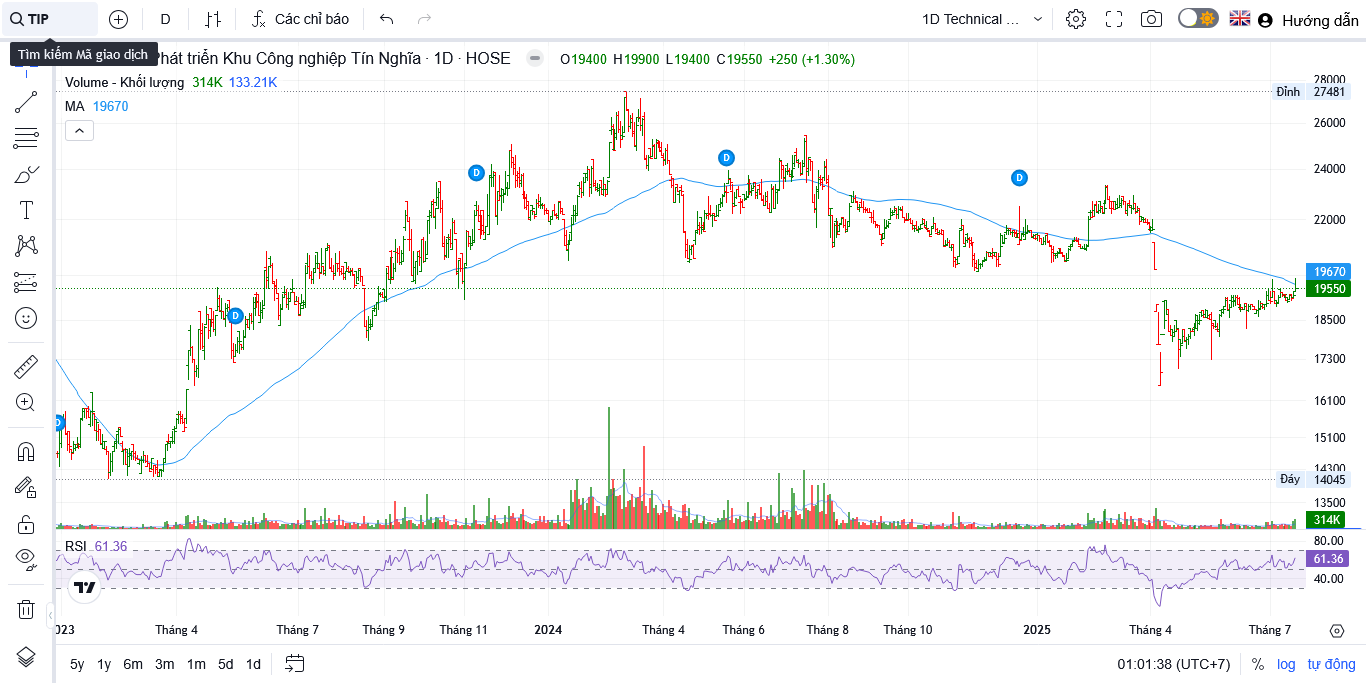 TIP
D
Các chỉ báo
1D Technical ...
Hướng dẫn
Tìm kiếm Mã giao dịch
Phát triển Khu Công nghiệp Tín Nghĩa · 1D · HOSE
O19400 H19900 L19400 C19550 +250 (+1.30%)
Volume - Khối lượng 314K 133.21K
MA 19670
28000
Đỉnh 27481
26000
24000
22000
19670
19550
18500
17300
16100
15100
14300
Đáy 14045
13500
314K
D
D
D
D
D
RSI 61.36
80.00
61.36
40.00
2023 Tháng 4 Tháng 7 Tháng 9 Tháng 11 2024 Tháng 4 Tháng 6 Tháng 8 Tháng 10 2025 Tháng 4 Tháng 7
5y 1y 6m 3m 1m 5d 1d
01:01:38 (UTC+7) % log tự động